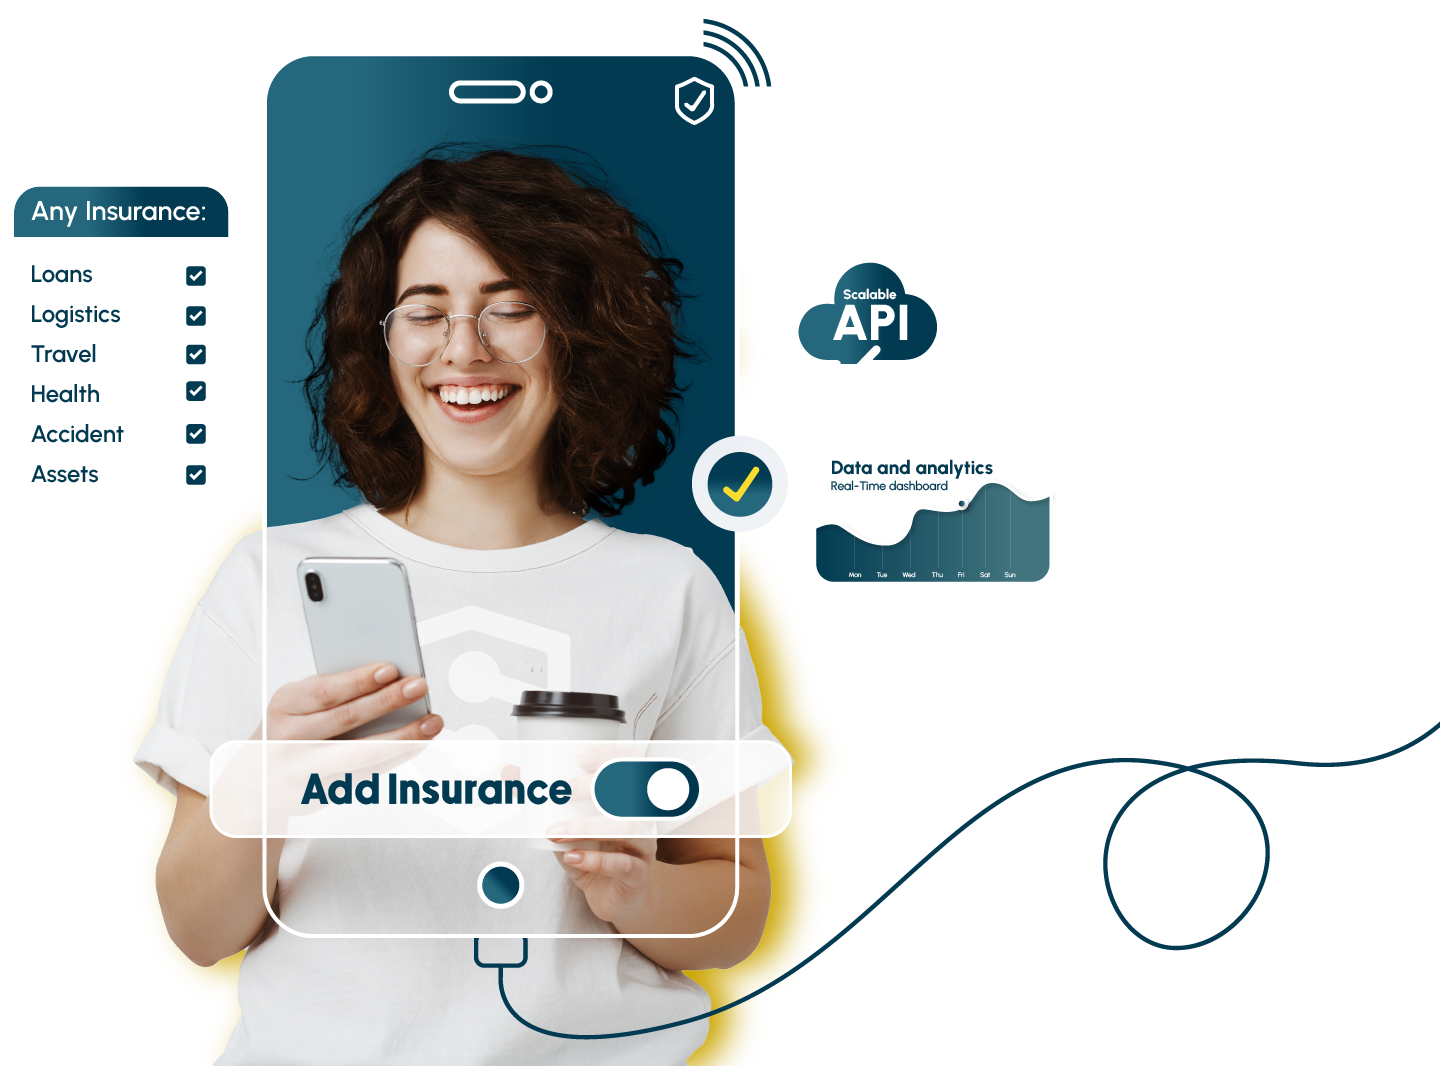 Any Insurance:
Loans
Logistics
Travel
Health
Accident
Assets
Scalable
API
Data and analytics
Real-Time dashboard
Mon Tue Wed Thu Fri Sat Sun
Add Insurance